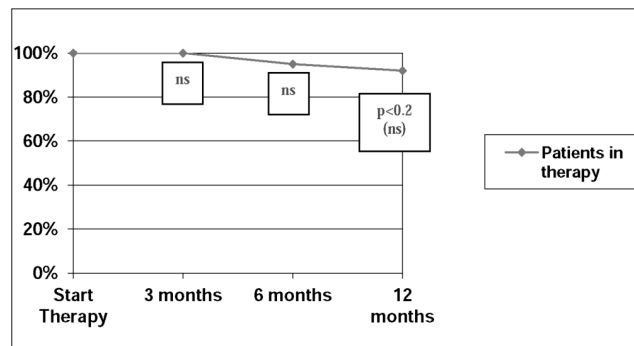 100%
80%
60%
40%
20%
0%
ns
ns
p<0.2
(ns)
Start
Therapy
3 months
6 months
12
months
Patients in
therapy